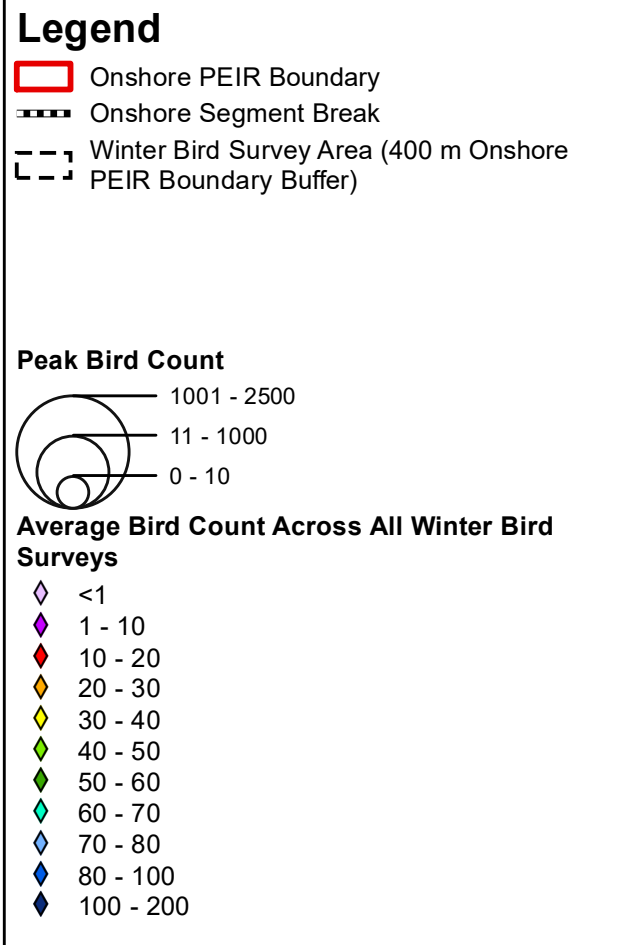 Legend
Onshore PEIR Boundary
Onshore Segment Break
Winter Bird Survey Area (400 m Onshore
PEIR Boundary Buffer)
Peak Bird Count
1001 - 2500
11 - 1000
0 - 10
Average Bird Count Across All Winter Bird
Surveys
<1
1 - 10
10 - 20
20 - 30
30 - 40
40 - 50
50 - 60
60 - 70
70 - 80
80 - 100
100 - 200